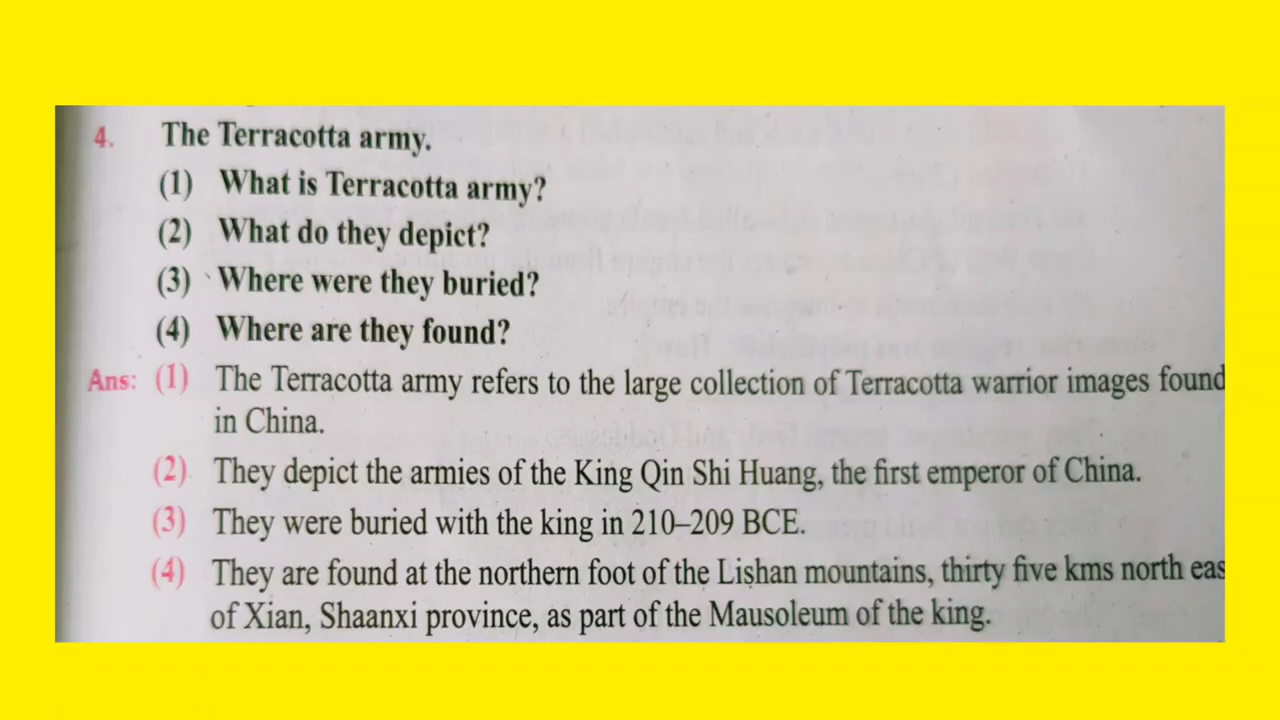 4. The Terracotta army.
(1) What is Terracotta army?
(2) What do they depict?
(3) Where were they buried?
(4) Where are they found?
Ans: (1) The Terracotta army refers to the large collection of Terracotta warrior images found
in China.
(2) They depict the armies of the King Qin Shi Huang, the first emperor of China.
(3) They were buried with the king in 210–209 BCE.
(4) They are found at the northern foot of the Lishan mountains, thirty five kms north eas
of Xian, Shaanxi province, as part of the Mausoleum of the king.